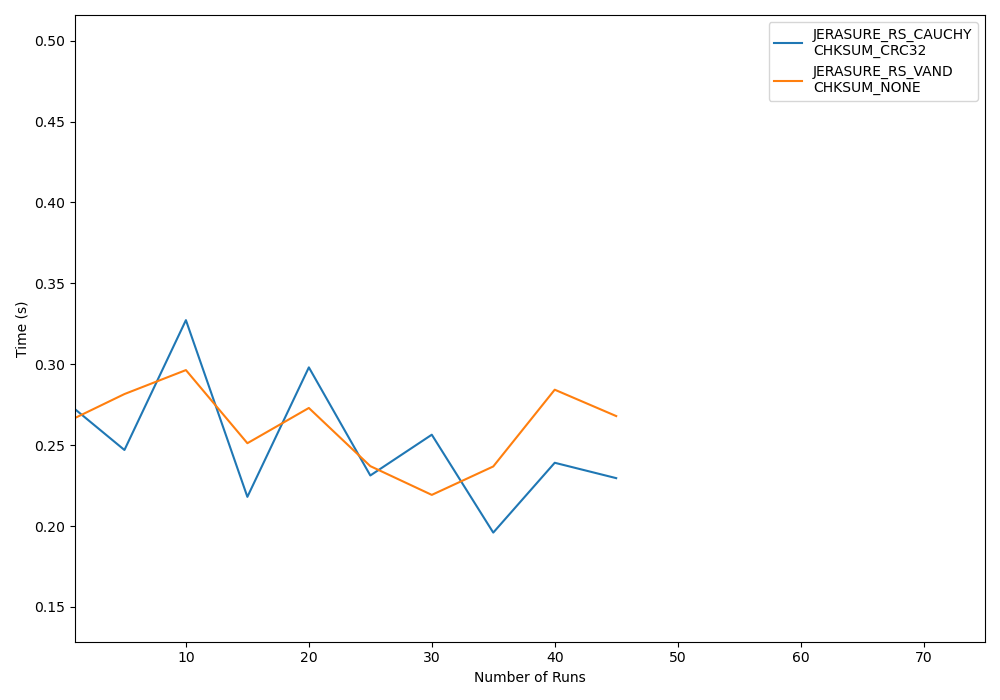 0.50
0.45
0.40
0.35
0.30
0.25
0.20
0.15
Time (s)
10 20 30 40 50 60 70
Number of Runs
JERASURE_RS_CAUCHY
CHKSUM_CRC32
JERASURE_RS_VAND
CHKSUM_NONE